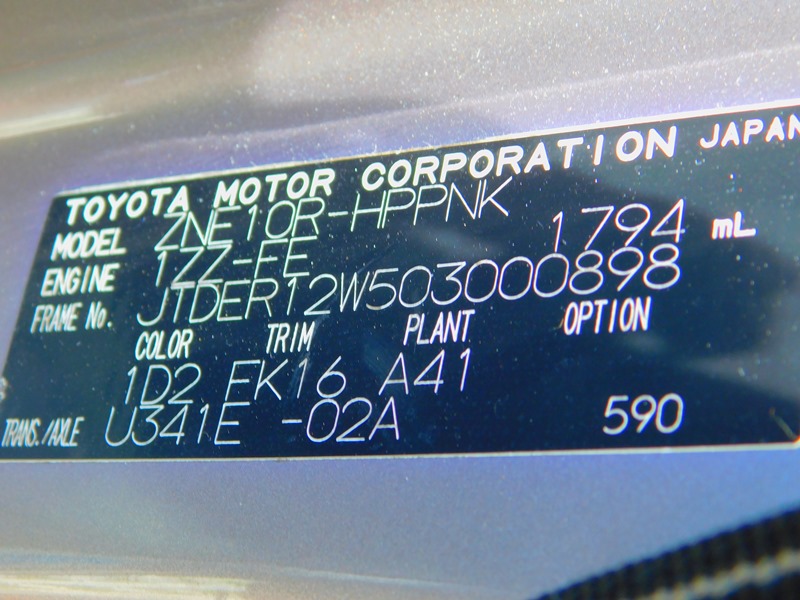 TOYOTA MOTOR CORPORATION JAPAN
MODEL ZNE10R-HPPNK
ENGINE 1ZZ-FE 1794 mL
FRAME No. JTDER12W503000898
COLOR TRIM PLANT OPTION
1D2 EK16 A41
TRANS./AXLE U341E -02A 590